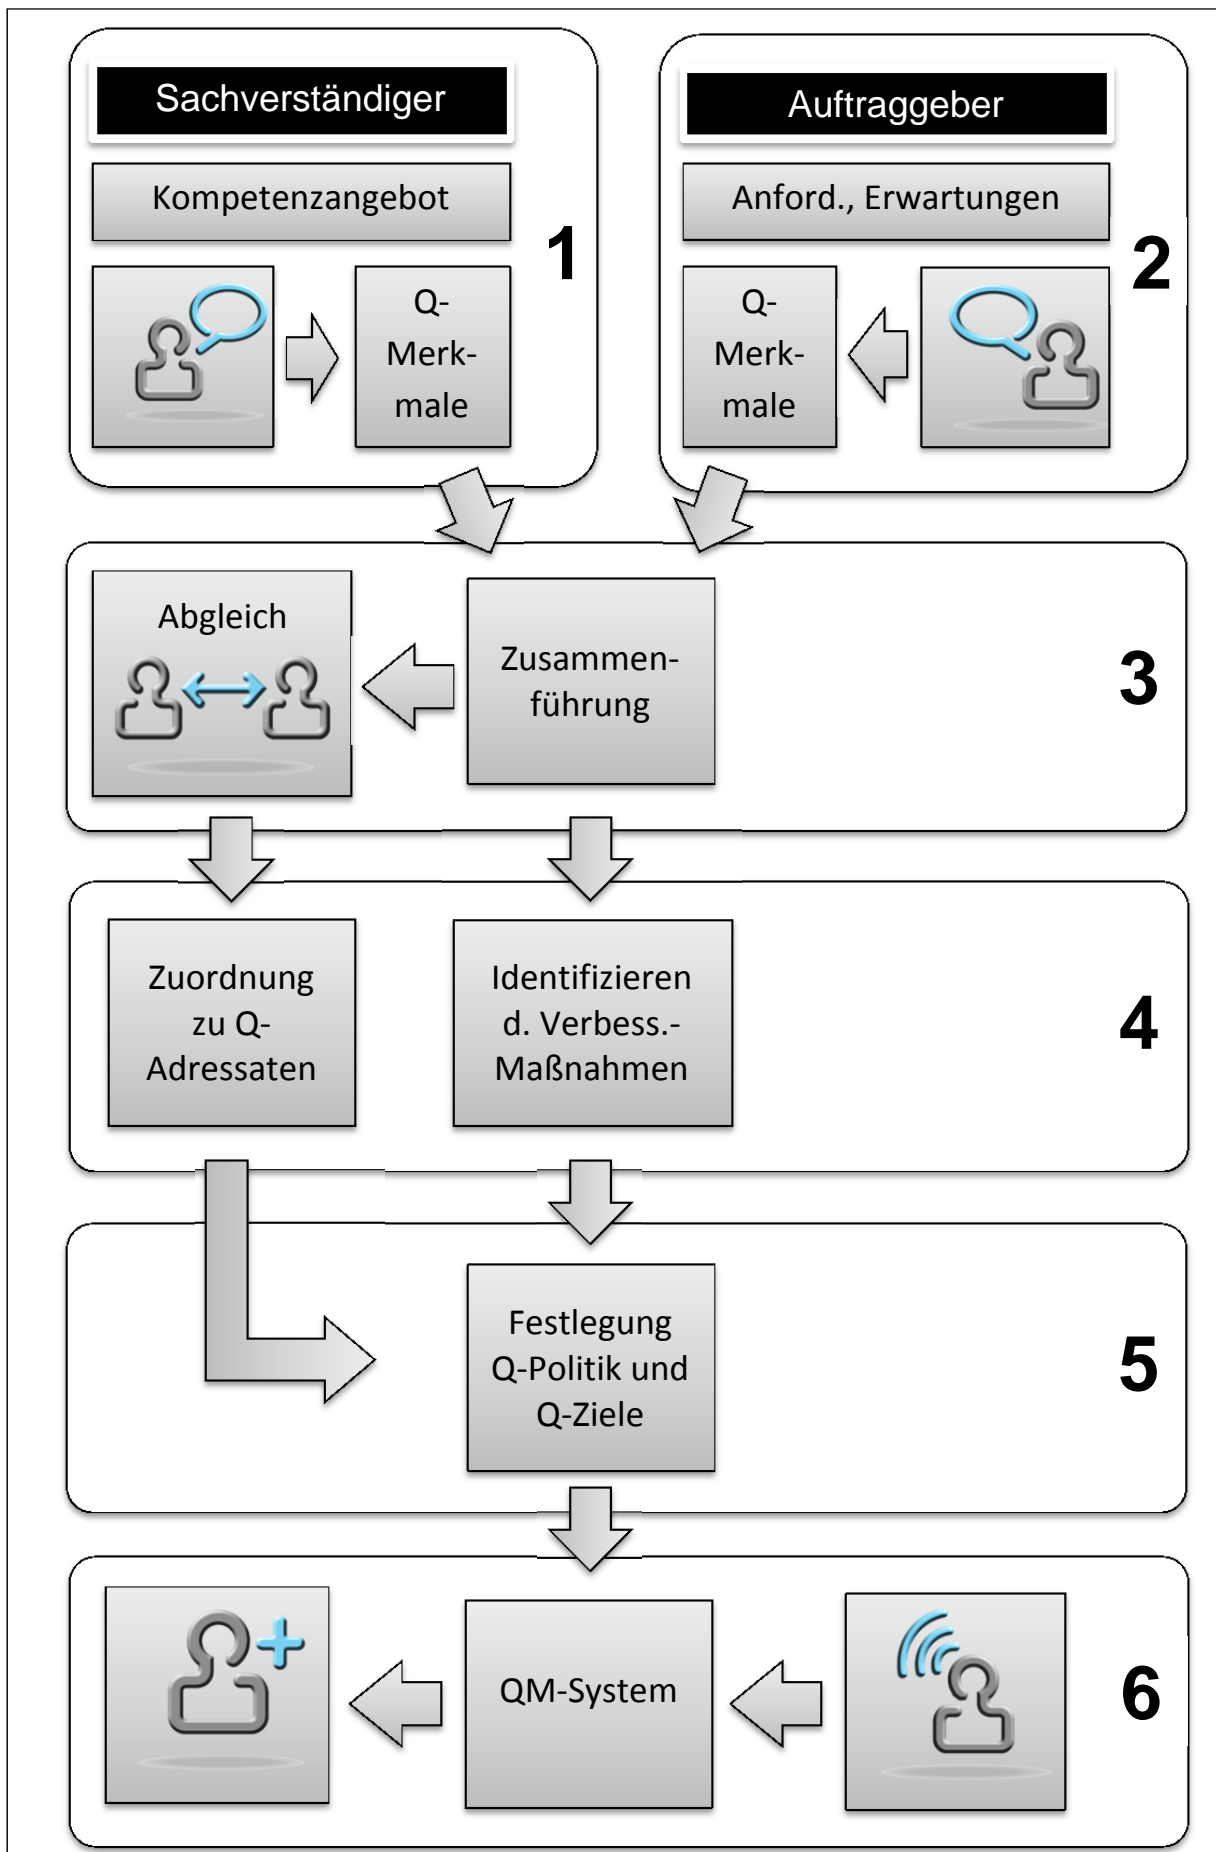 Sachverständiger
Kompetenzangebot
Q-
Merk-
male
1
Auftraggeber
Anford., Erwartungen
Q-
Merk-
male
2
Abgleich
Zusammen-
führung
3
Zuordnung
zu Q-
Adressaten
Identifizieren
d. Verbess.-
Maßnahmen
4
Festlegung
Q-Politik und
Q-Ziele
5
QM-System
6